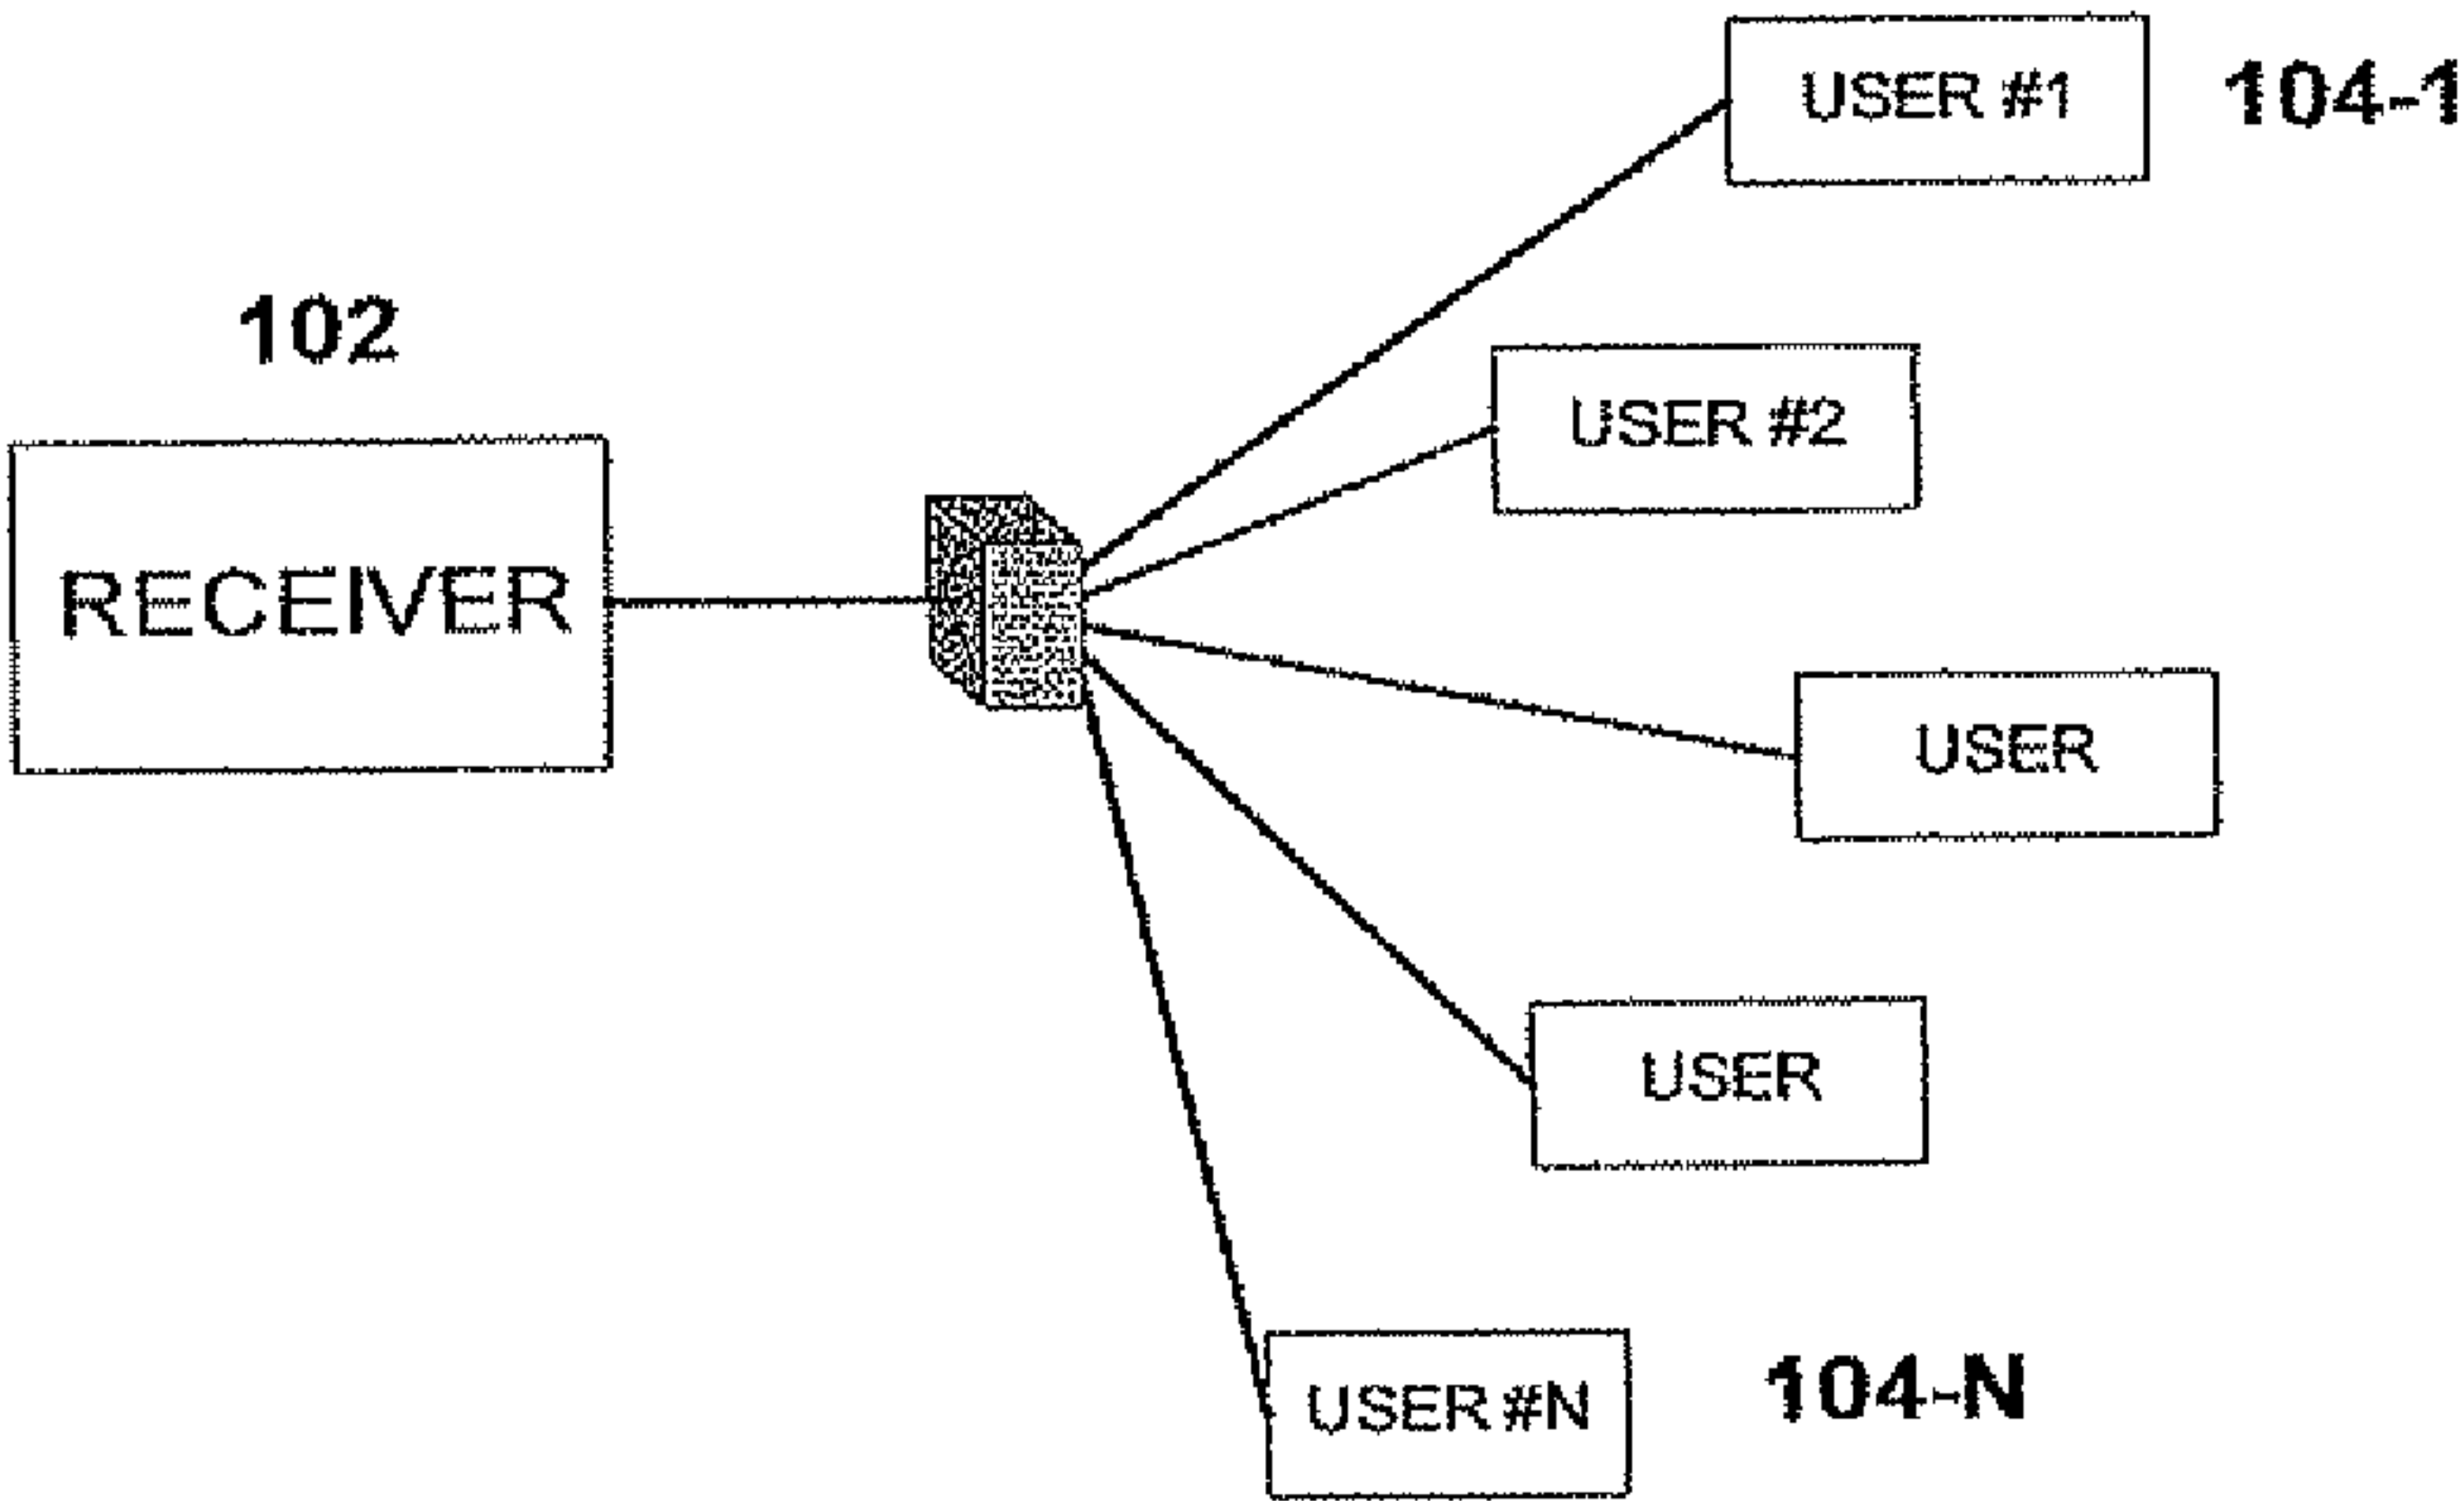 USER #1
104-1
102
USER #2
RECEIVER
USER
USER
USER #N
104-N